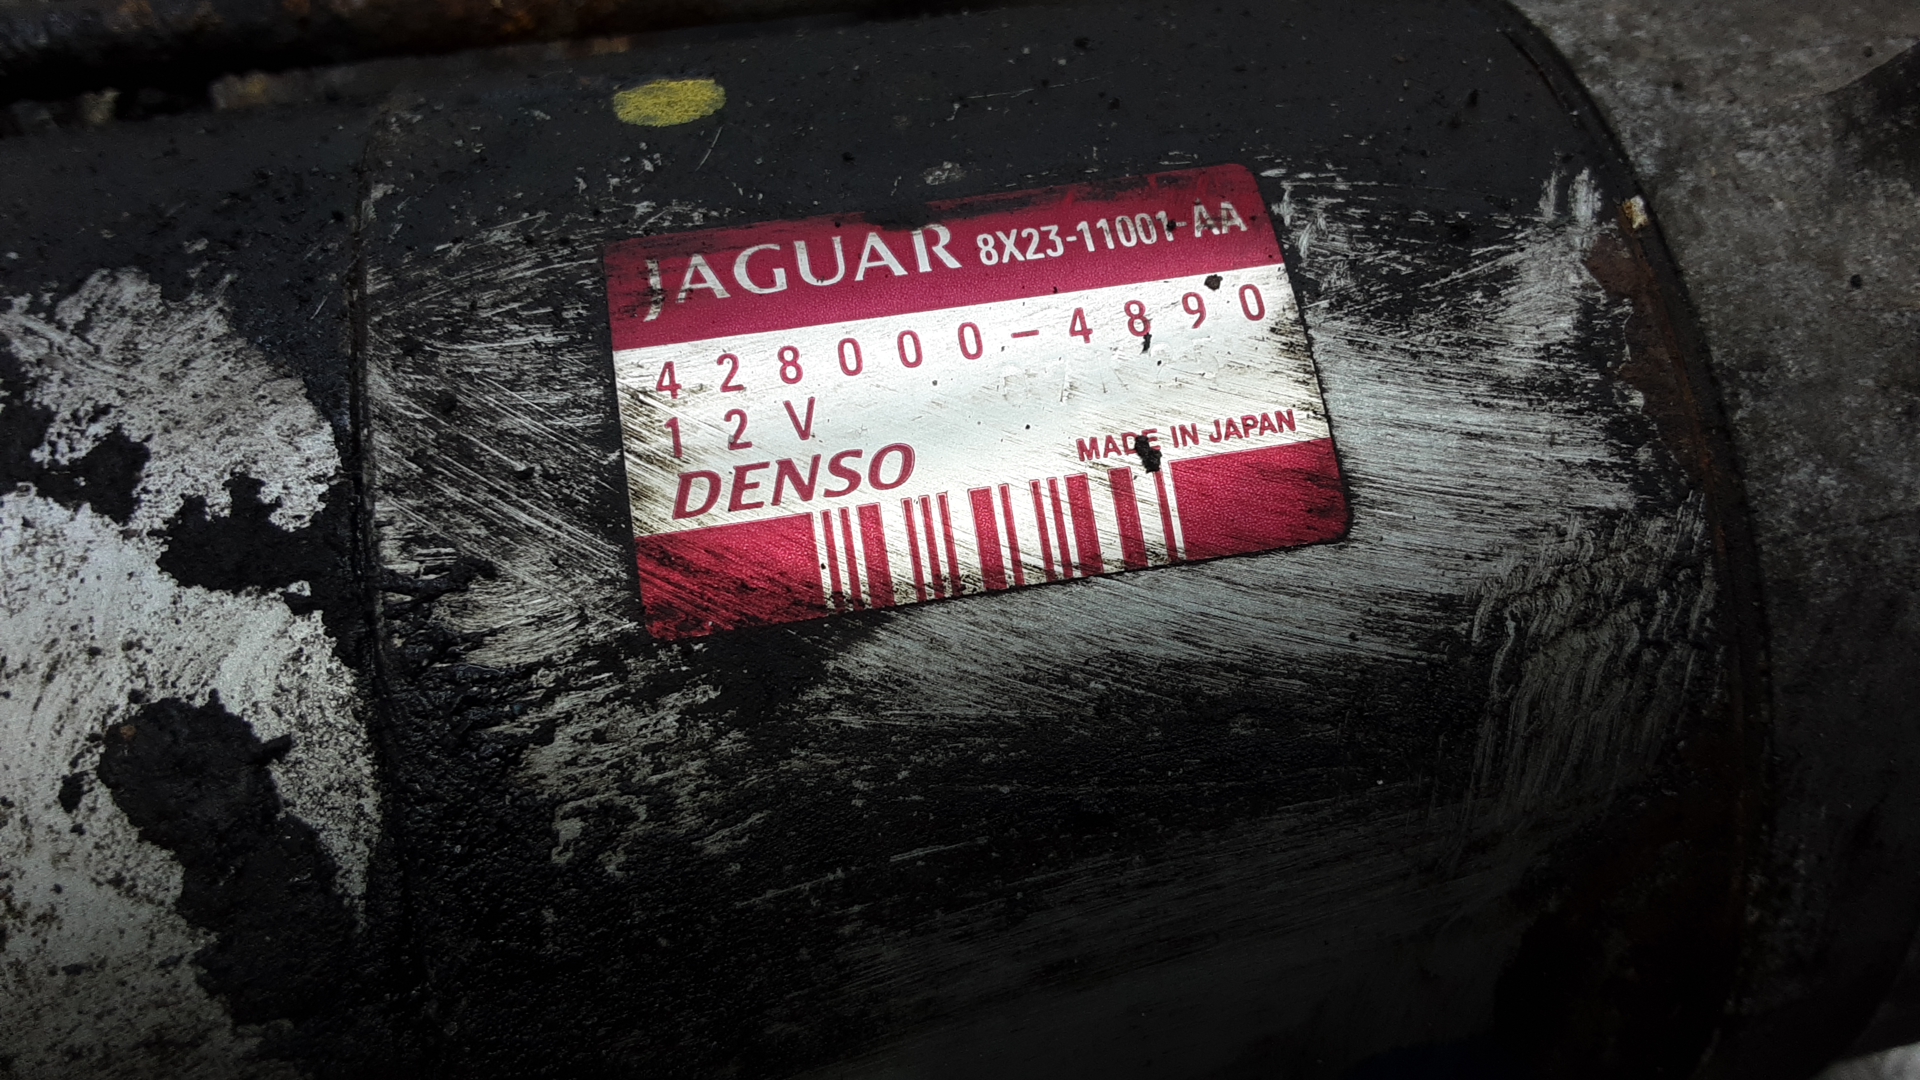 JAGUAR 8X23-11001-AA
428000-4890
12V
DENSO
MADE IN JAPAN